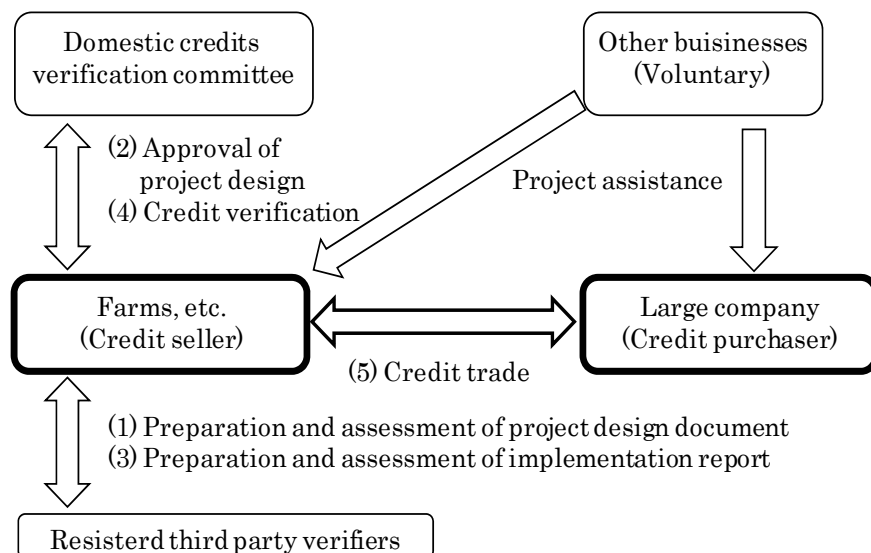 Domestic credits
verification committee
Other buisinesses
(Voluntary)
(2) Approval of
project design
(4) Credit verification
Project assistance
Farms, etc.
(Credit seller)
Large company
(Credit purchaser)
(5) Credit trade
(1) Preparation and assessment of project design document
(3) Preparation and assessment of implementation report
Resisterd third party verifiers